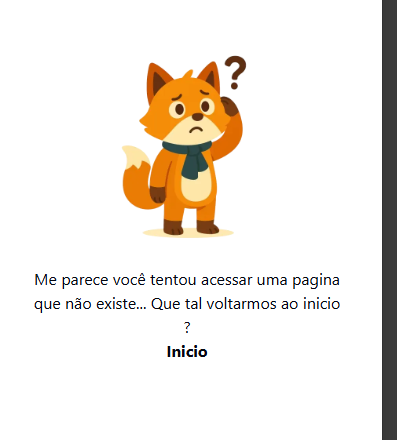 ?
Me parece você tentou acessar uma pagina
que não existe... Que tal voltarmos ao inicio
?
Inicio